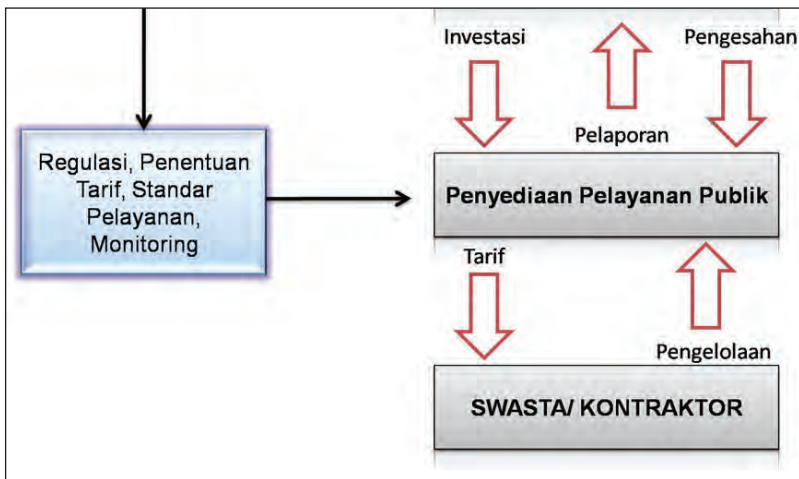 Investasi
Pengesahan
Pelaporan
Regulasi, Penentuan
Tarif, Standar
Pelayanan,
Monitoring
Penyediaan Pelayanan Publik
Tarif
Pengelolaan
SWASTA/ KONTRAKTOR